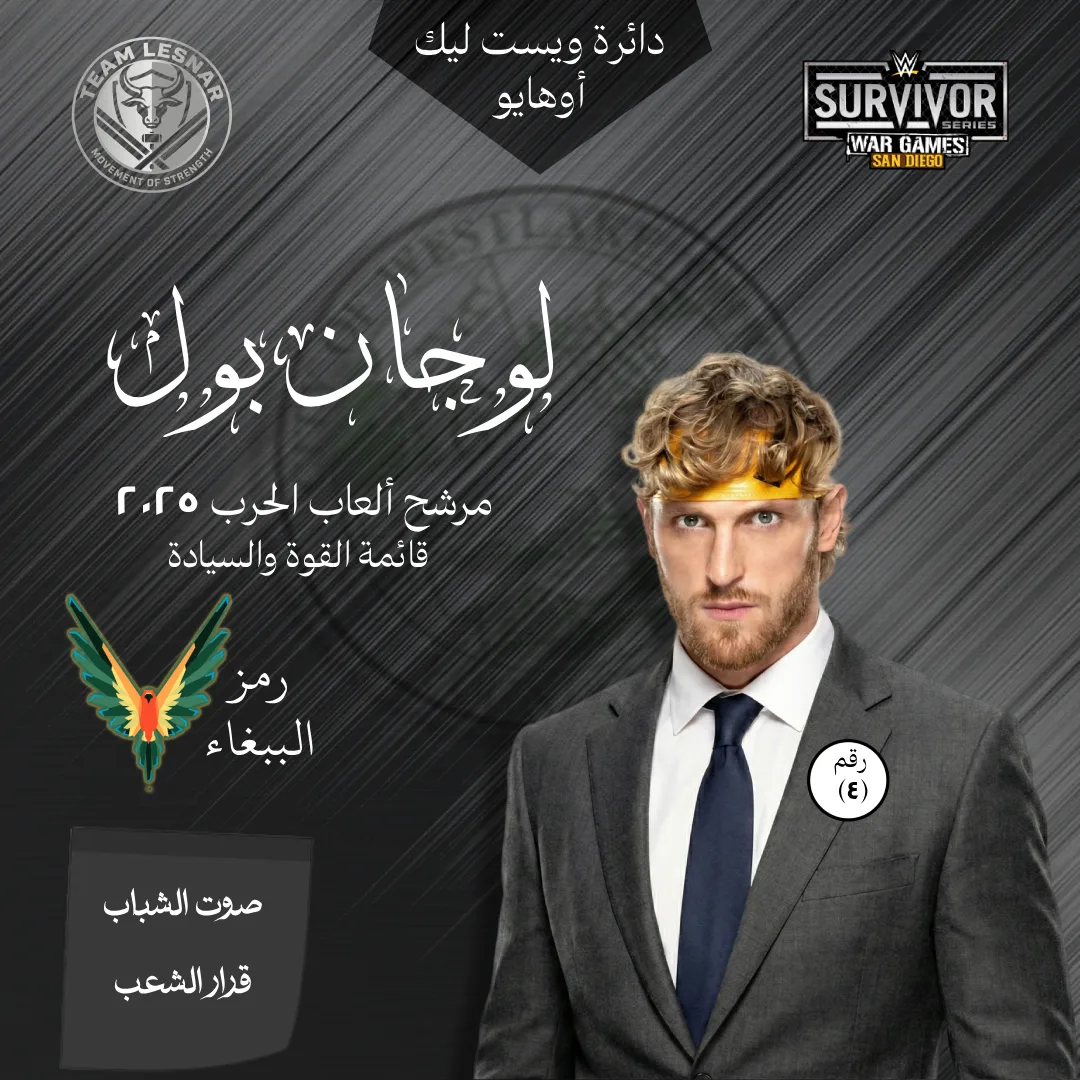 دائرة ويست ليك
أوهايو
TEAM LESNAR
MOVEMENT OF STRENGTH
W
SURVIVOR
SERIES
WAR GAMES
SAN DIEGO
WESTLAKE
لوجان بول
مرشح ألعاب الحرب ٢٠٢٥
قائمة القوة والسيادة
رمز
الببغاء
رقم
(٤)
صوت الشباب
قرار الشعب